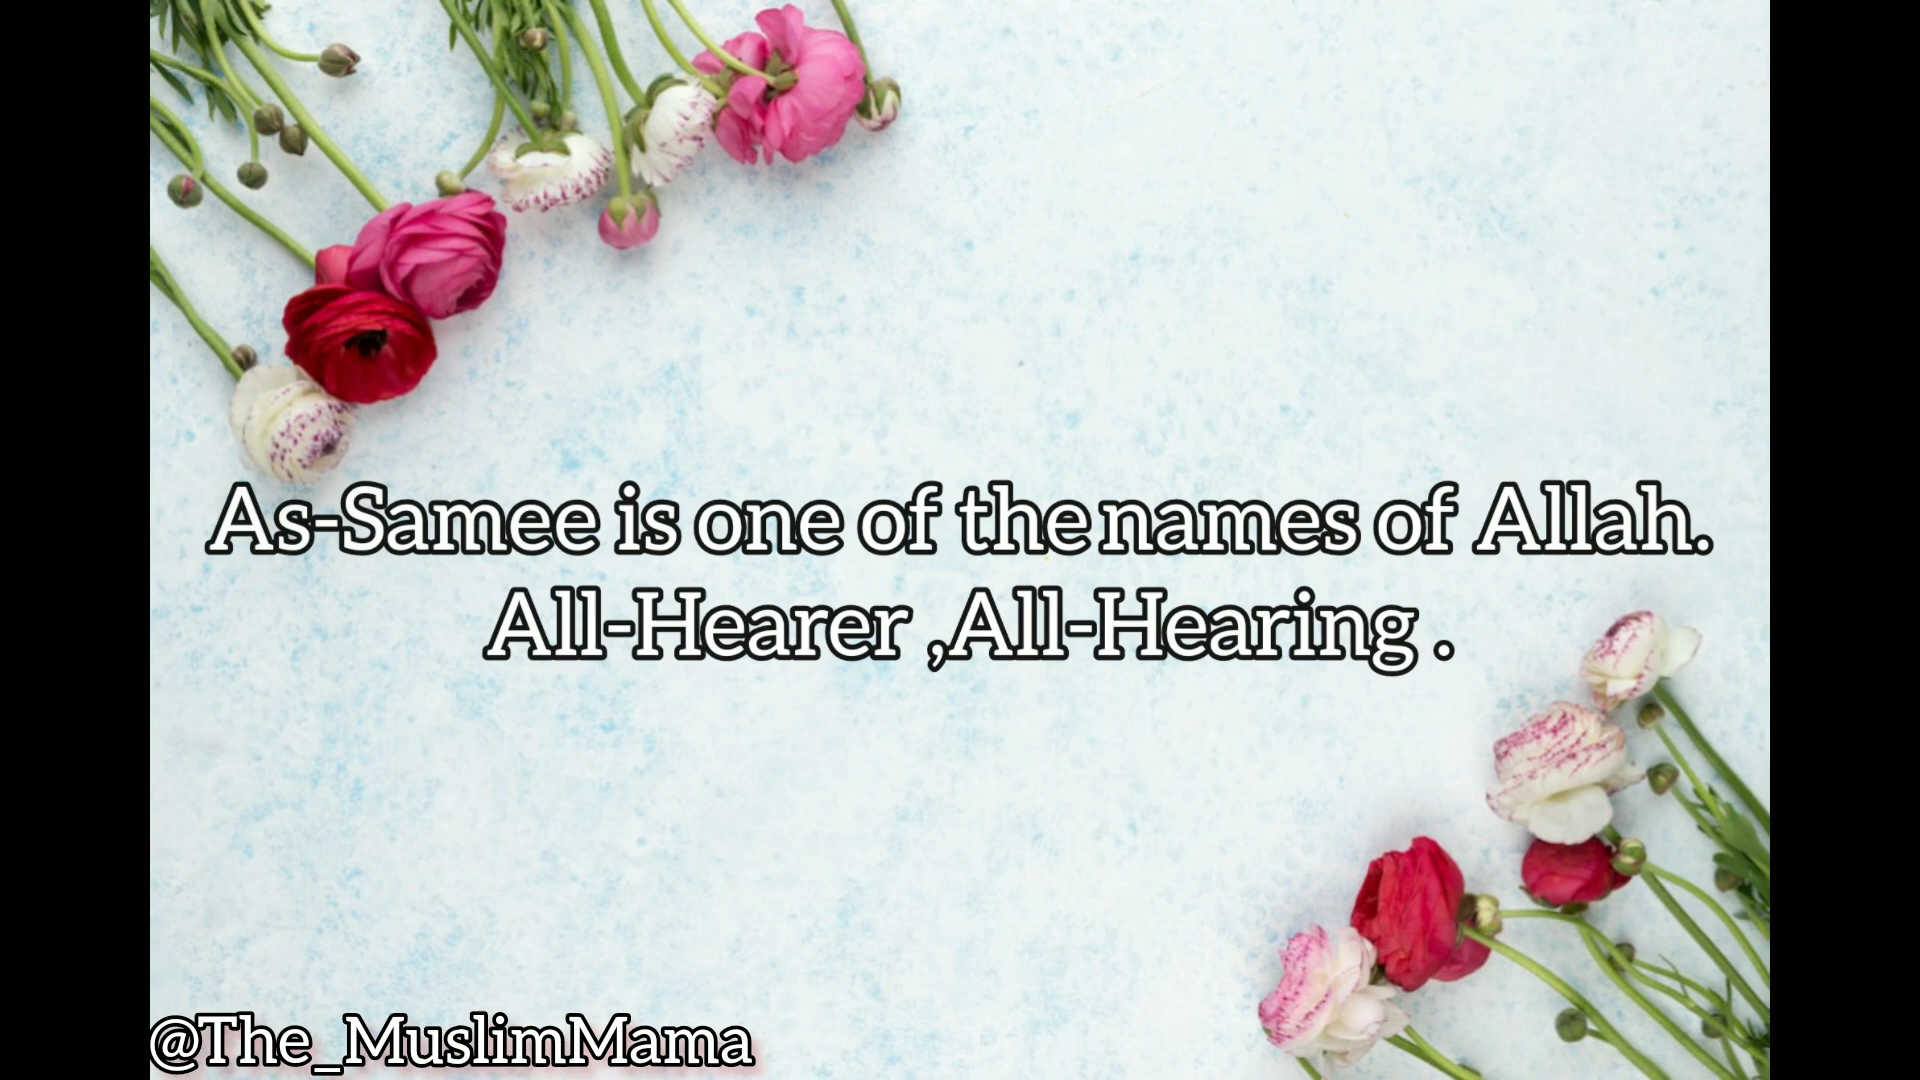 As-Samee is one of the names of Allah.
All-Hearer ,All-Hearing .
@The_MuslimMama